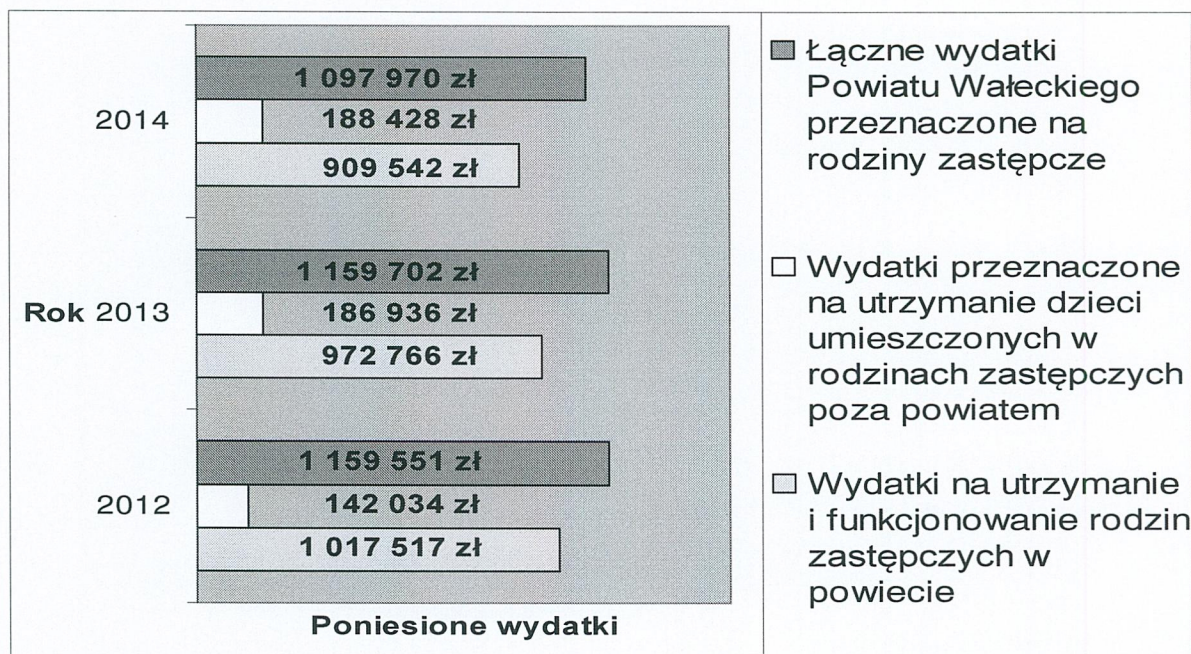 2014
1 097 970 zł
188 428 zł
909 542 zł
Rok 2013
1 159 702 zł
186 936 zł
972 766 zł
2012
1 159 551 zł
142 034 zł
1 017 517 zł
Poniesione wydatki
Łączne wydatki
Powiatu Wałeckiego
przeznaczone na
rodziny zastępcze
Wydatki przeznaczone
na utrzymanie dzieci
umieszczonych w
rodzinach zastępczych
poza powiatem
Wydatki na utrzymanie
i funkcjonowanie rodzin
zastępczych w
powiecie